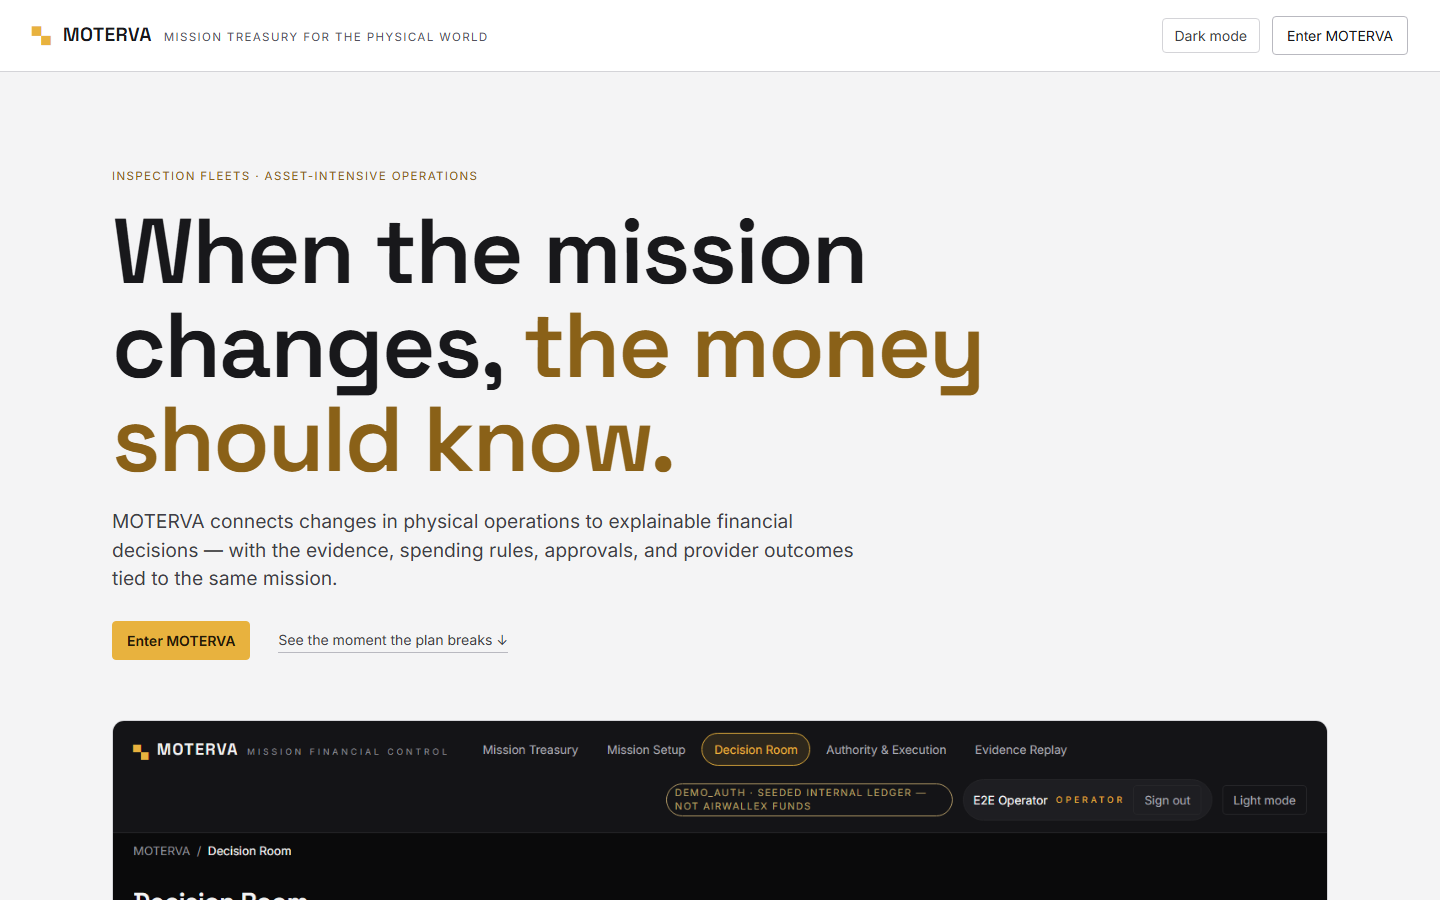 MOTERVA MISSION TREASURY FOR THE PHYSICAL WORLD
Dark mode
Enter MOTERVA
INSPECTION FLEETS · ASSET-INTENSIVE OPERATIONS
When the mission
changes, the money
should know.
MOTERVA connects changes in physical operations to explainable financial
decisions — with the evidence, spending rules, approvals, and provider outcomes
tied to the same mission.
Enter MOTERVA
See the moment the plan breaks ↓
MOTERVA MISSION FINANCIAL CONTROL
Mission Treasury
Mission Setup
Decision Room
Authority & Execution
Evidence Replay
DEMO_AUTH · SEEDED INTERNAL LEDGER —
NOT AIRWALLEX FUNDS
E2E Operator OPERATOR
Sign out
Light mode
MOTERVA / Decision Room
Decision Room